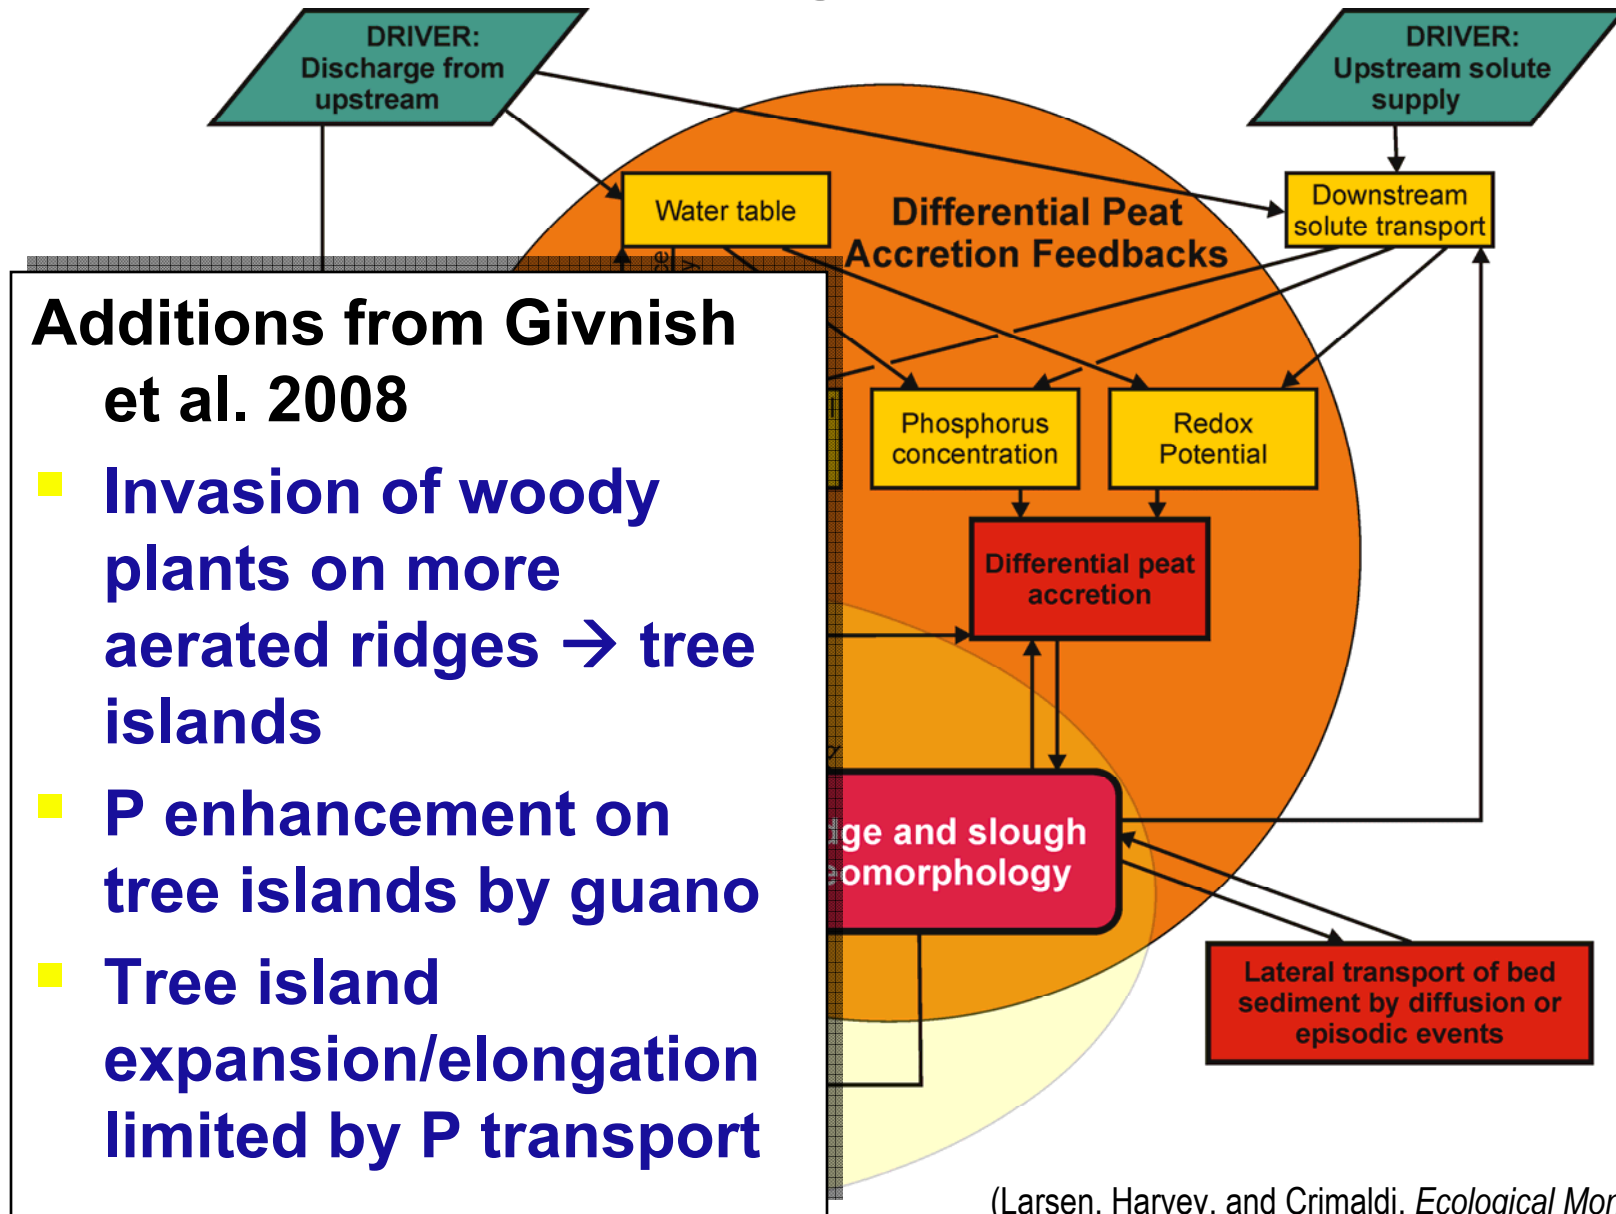 DRIVER:
Discharge from
upstream
DRIVER:
Upstream solute
supply
Water table
Differential Peat
Accretion Feedbacks
Downstream
solute transport
Additions from Givnish
et al. 2008
Invasion of woody
plants on more
aerated ridges → tree
islands
P enhancement on
tree islands by guano
Tree island
expansion/elongation
limited by P transport
Phosphorus
concentration
Redox
Potential
Differential peat
accretion
ge and slough
omorphology
Lateral transport of bed
sediment by diffusion or
episodic events
(Larsen, Harvey, and Crimaldi, Ecological Mon